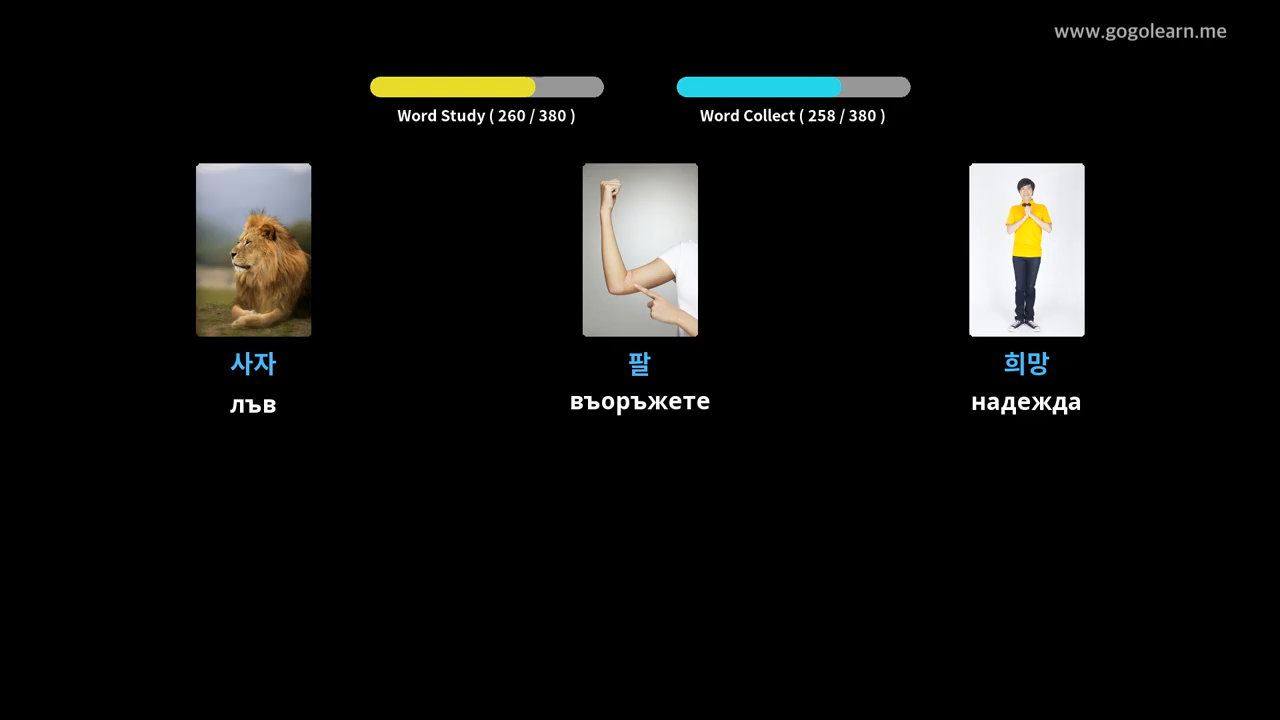 www.gogolearn.me
Word Study ( 260 / 380 )
Word Collect ( 258 / 380 )
사자
팔
희망
лъв
въоръжете
надежда